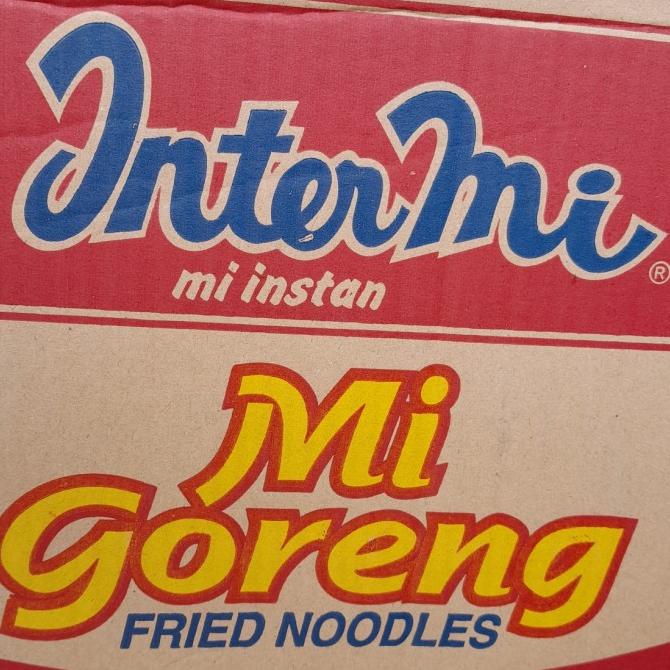 InterMi®
mi instan
Mi
Goreng
FRIED NOODLES